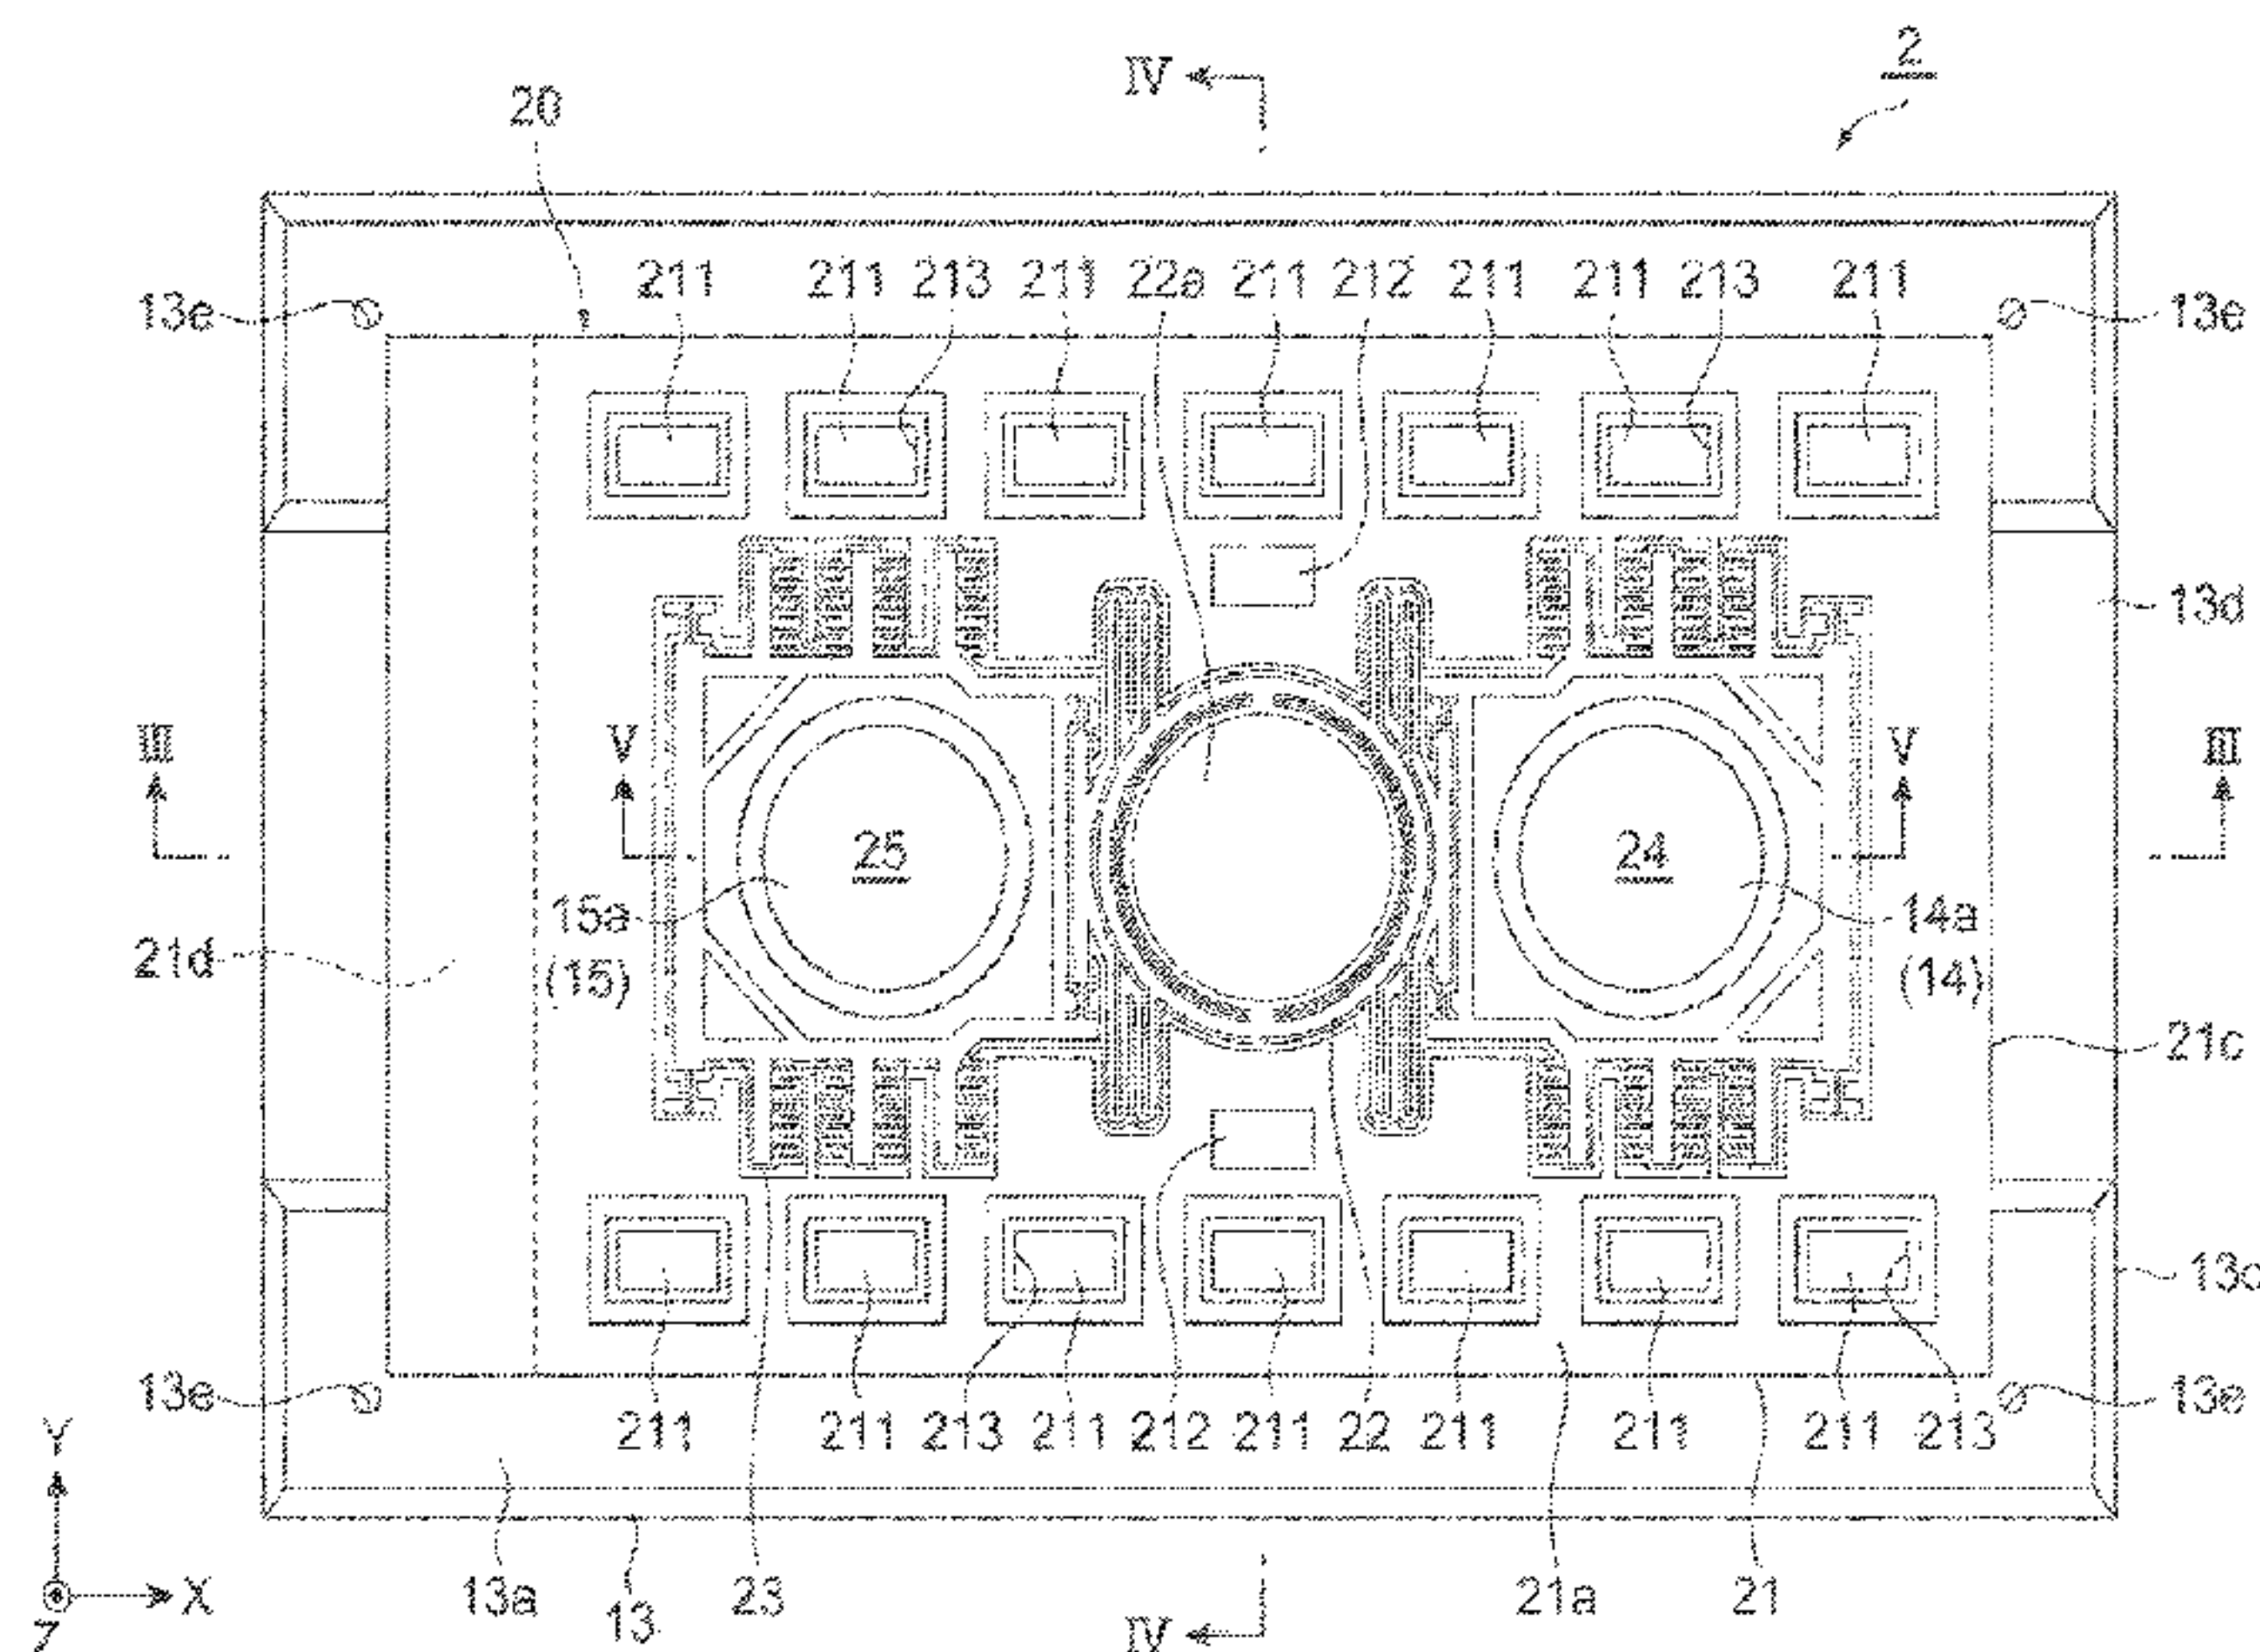 2
IV
20
211 211 213 211 22a 211 212 211 211 213 211
13e 13e
13d
III V V III
25 24
15a 14a
21d (15) (14)
21c
13c
13e 13e
211 211 213 211 212 211 22 211 211 211 213
Y
X
Z
13a 13 23 21a 21
IV